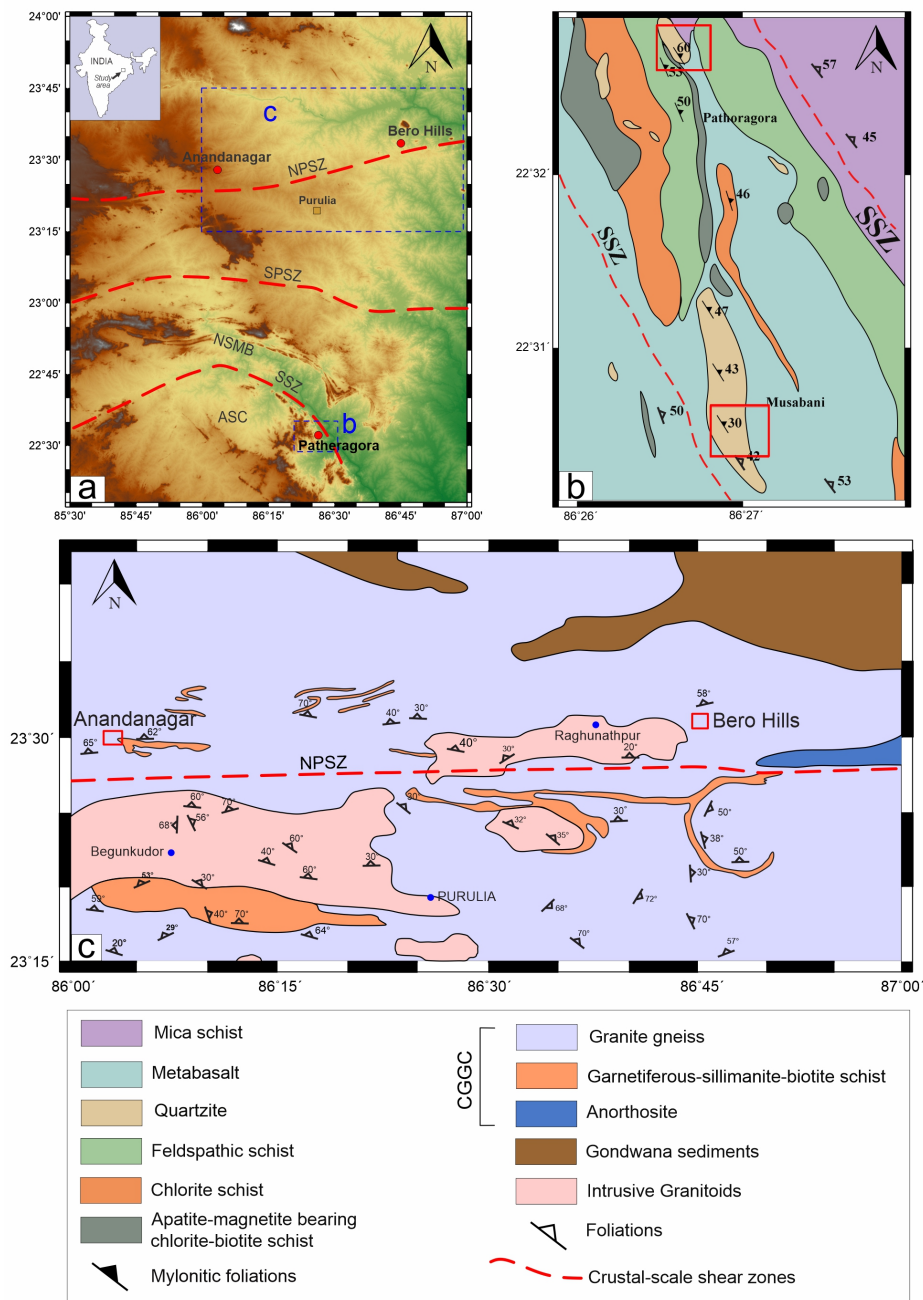 24°00'
INDIA
Study
area
N
23°45'
c
Bero Hills
Anandanagar
23°30'
NPSZ
Purulia
23°15'
SPSZ
23°00'
NSMB
22°45'
SSZ
ASC
b
22°30'
Patheragora
a
85°30' 85°45' 86°00' 86°15' 86°30' 86°45' 87°00'
60
N
53
57
50
Pathoragora
45
22°32'
46
SSZ
SSZ
47
22°31'
43
Musabani
50
30
42
53
b
86°26' 86°27'
N
58°
70° 40° 30°
Anandanagar
62°
Bero Hills
Raghunathpur
23°30'
65°
40° 30° 20°
NPSZ
60° 70° 30° 50°
68° 56° 32° 30°
60° 35° 38°
Begunkudor
40° 30° 50°
53° 30° 60° 30°
PURULIA
72°
53° 40° 70° 68° 70°
29° 64°
20° 70° 57°
c
23°15'
86°00' 86°15' 86°30' 86°45' 87°00'
Mica schist
Metabasalt
Quartzite
Feldspathic schist
Chlorite schist
Apatite-magnetite bearing
chlorite-biotite schist
Mylonitic foliations
CGGC
Granite gneiss
Garnetiferous-sillimanite-biotite schist
Anorthosite
Gondwana sediments
Intrusive Granitoids
Foliations
Crustal-scale shear zones